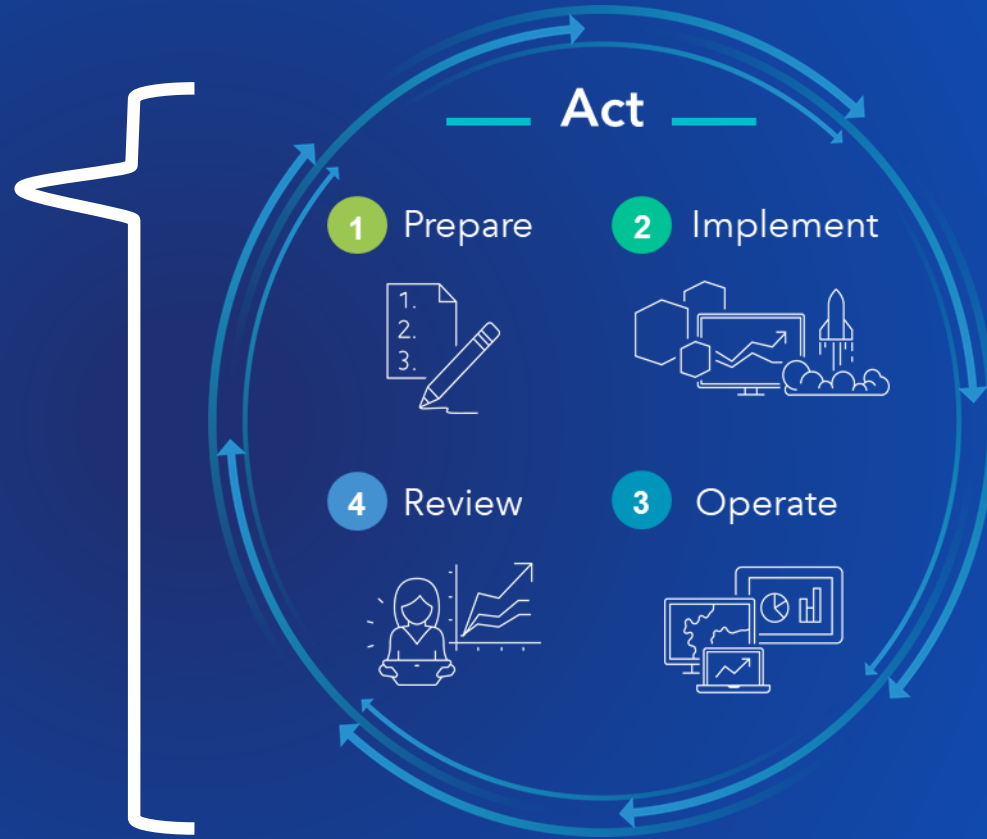 Act
1 Prepare
2 Implement
1.
2.
3.
4 Review
3 Operate